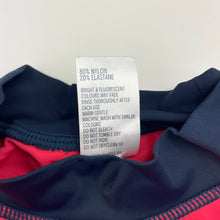 80% NYLON
20% ELASTANE
BRIGHT & FLUORESCENT
COLOURS MAY FADE
RINSE THOROUGHLY AFTER
EACH USE
WARM GENTLE
MACHINE WASH WITH SIMILAR
COLOURS
DO NOT BLEACH
DO NOT TUMBLE DRY
DO NOT IRON
DO NOT DRYCLEAN